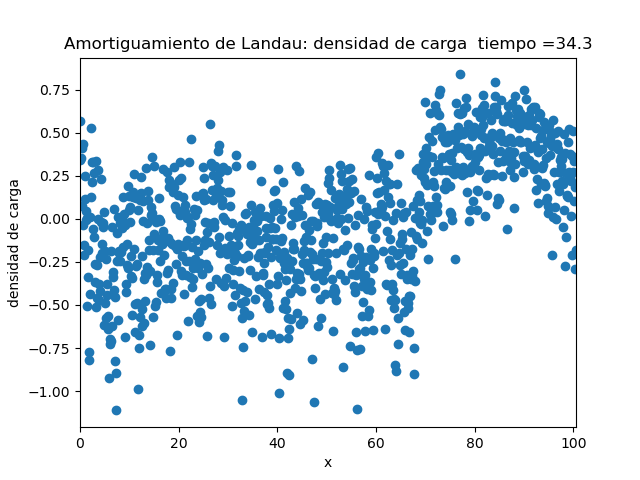 Amortiguamiento de Landau: densidad de carga  tiempo =34.3
densidad de carga
0.75
0.50
0.25
0.00
−0.25
−0.50
−0.75
−1.00
0 20 40 60 80 100
x